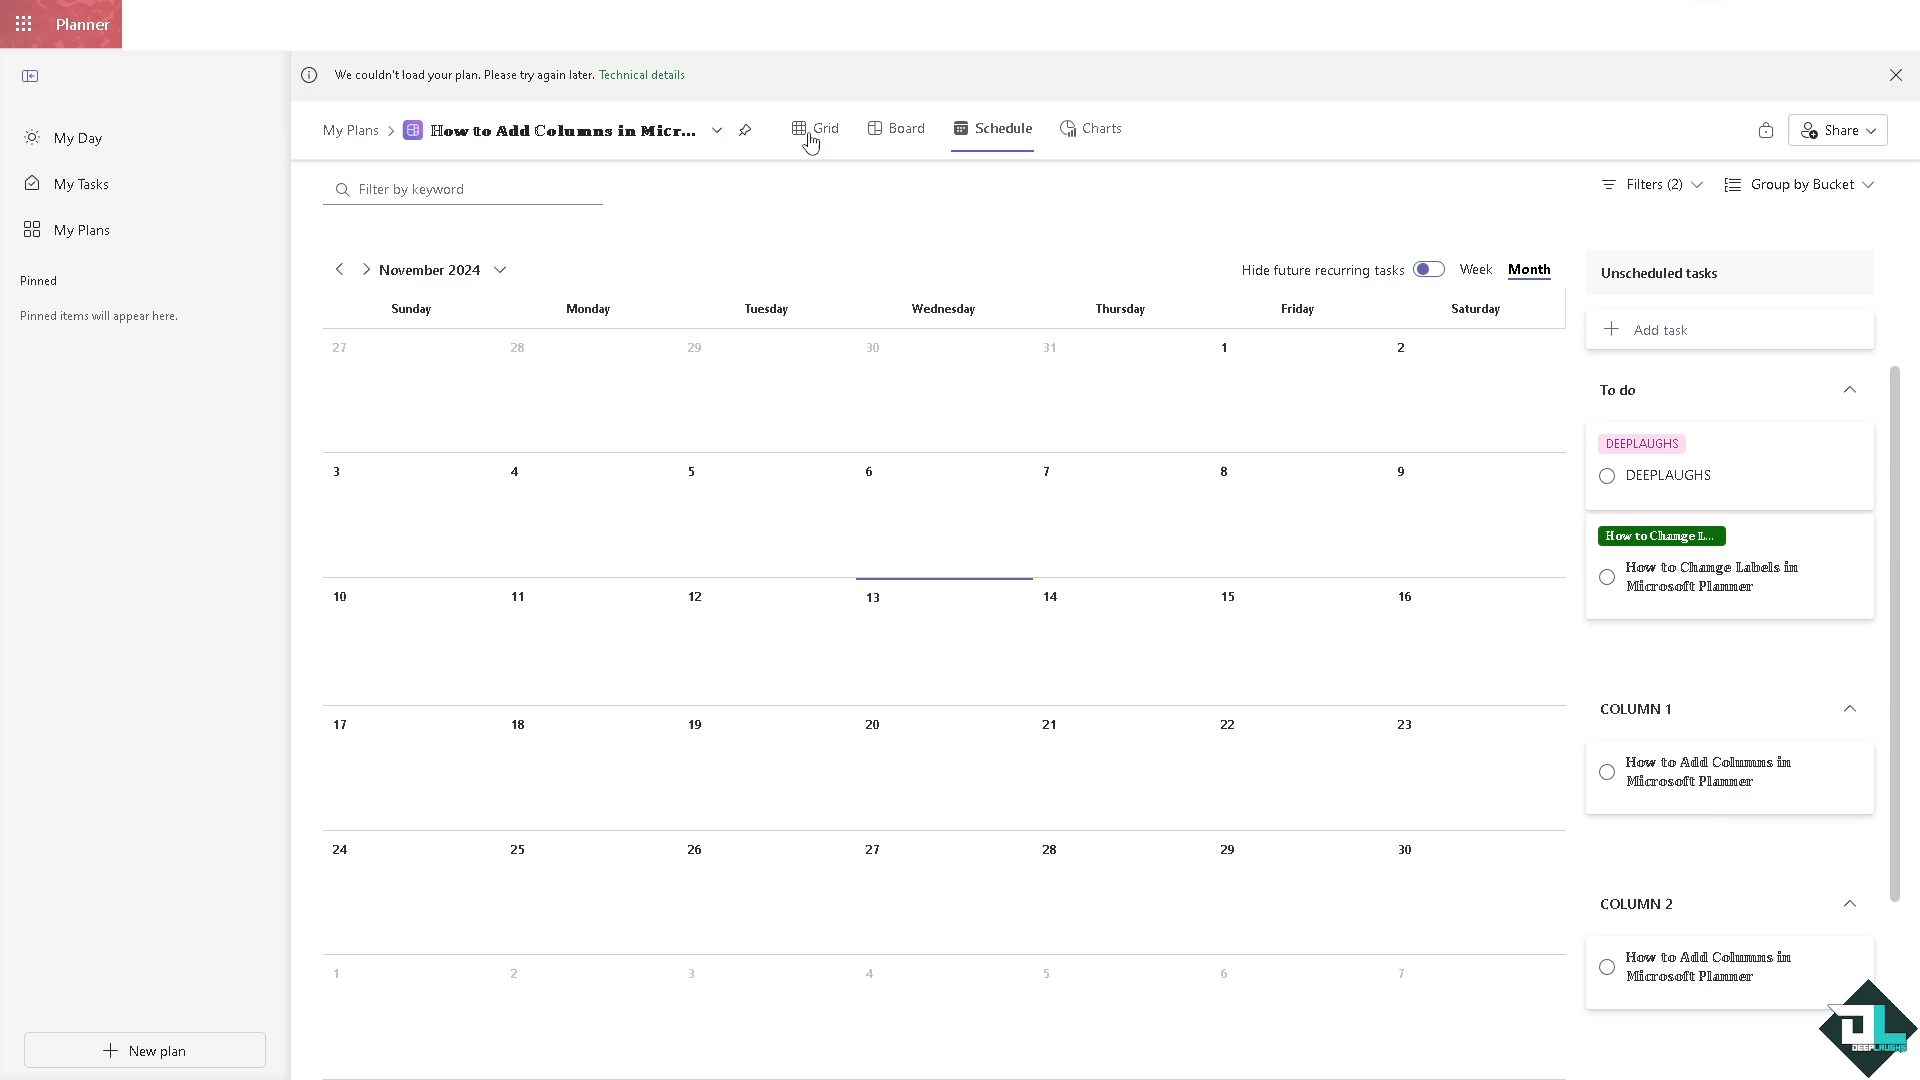 Planner
We couldn't load your plan. Please try again later. Technical details
My Plans
How to Add Columns in Micr...
Grid
Board
Schedule
Charts
Share
My Day
My Tasks
My Plans
Pinned
Pinned items will appear here.
New plan
Filter by keyword
Filters (2)
Group by Bucket
November 2024
Hide future recurring tasks
Week
Month
Sunday Monday Tuesday Wednesday Thursday Friday Saturday
27 28 29 30 31 1 2
3 4 5 6 7 8 9
10 11 12 13 14 15 16
17 18 19 20 21 22 23
24 25 26 27 28 29 30
1 2 3 4 5 6 7
Unscheduled tasks
Add task
To do
DEEPLAUGHS
DEEPLAUGHS
How to Change L...
How to Change Labels in
Microsoft Planner
COLUMN 1
How to Add Columns in
Microsoft Planner
COLUMN 2
How to Add Columns in
Microsoft Planner
DEEPLAUGHS